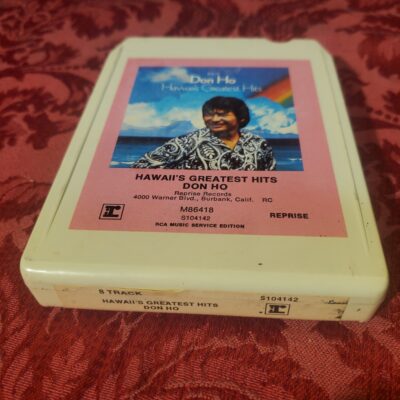 Don Ho
Hawaii's Greatest Hits
HAWAII'S GREATEST HITS
DON HO
Reprise Records
4000 Warner Blvd., Burbank, Calif. RC
M86418
S104142
RCA MUSIC SERVICE EDITION
REPRISE
8 TRACK
HAWAII'S GREATEST HITS
DON HO
S104142